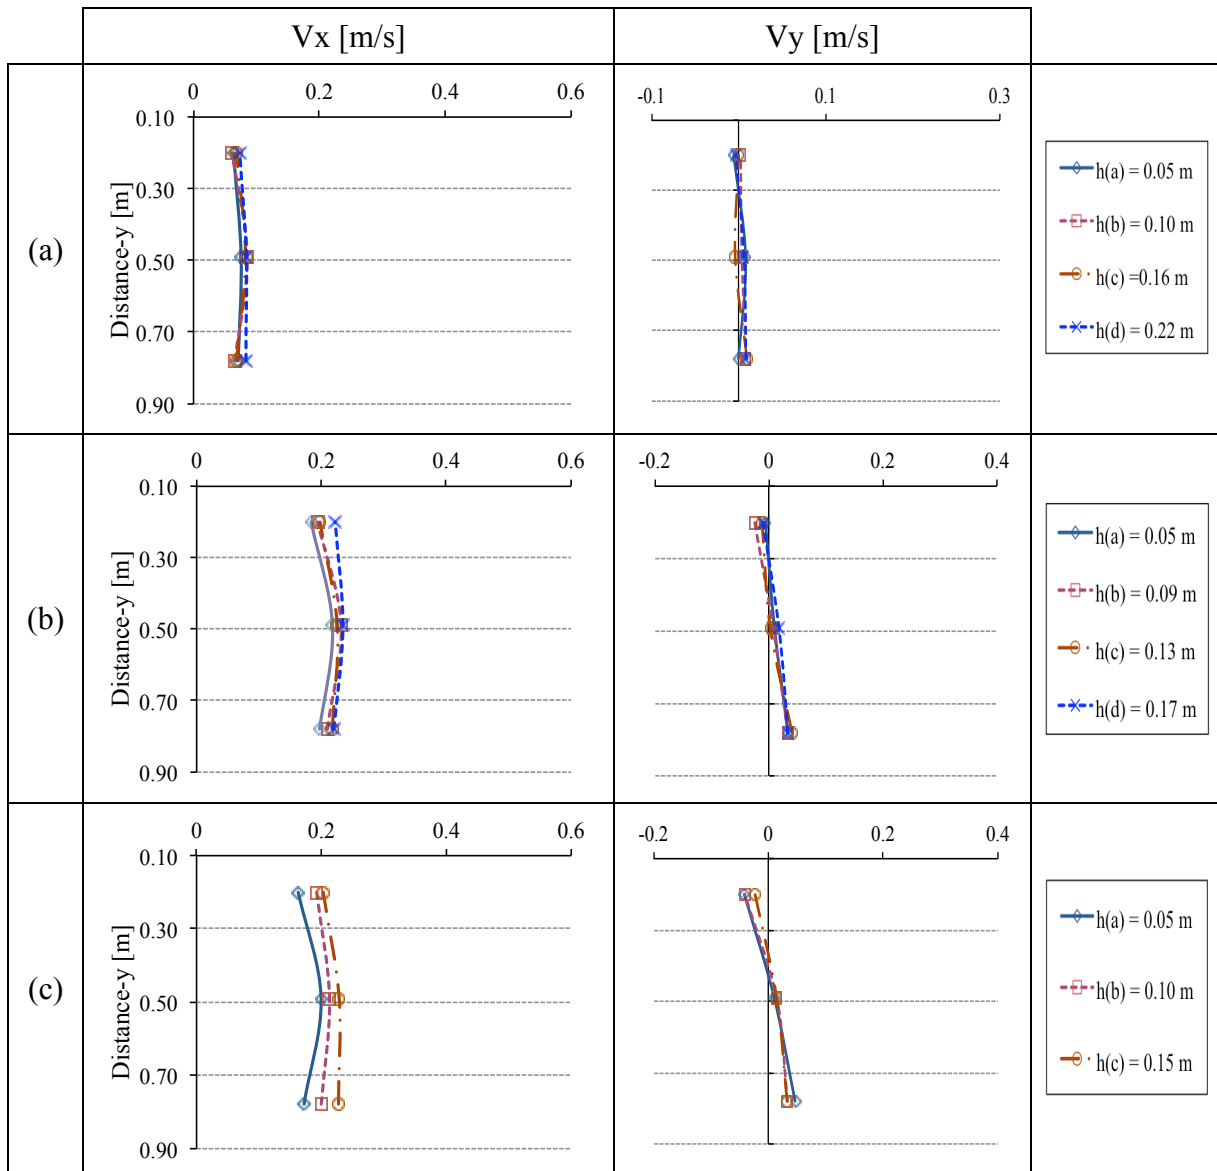 Vx [m/s] Vy [m/s]
(a)
0 0.2 0.4 0.6
Distance-y [m]
0.10
0.30
0.50
0.70
0.90
-0.1 0.1 0.3
h(a) = 0.05 m
h(b) = 0.10 m
h(c) =0.16 m
h(d) = 0.22 m
(b)
0 0.2 0.4 0.6
Distance-y [m]
0.10
0.30
0.50
0.70
0.90
-0.2 0 0.2 0.4
h(a) = 0.05 m
h(b) = 0.09 m
h(c) = 0.13 m
h(d) = 0.17 m
(c)
0 0.2 0.4 0.6
Distance-y [m]
0.10
0.30
0.50
0.70
0.90
-0.2 0 0.2 0.4
h(a) = 0.05 m
h(b) = 0.10 m
h(c) = 0.15 m